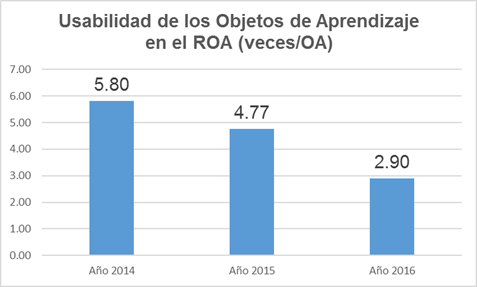 Usabilidad de los Objetos de Aprendizaje
en el ROA (veces/OA)
7.00
6.00
5.00
4.00
3.00
2.00
1.00
0.00
5.80
4.77
2.90
Año 2014
Año 2015
Año 2016